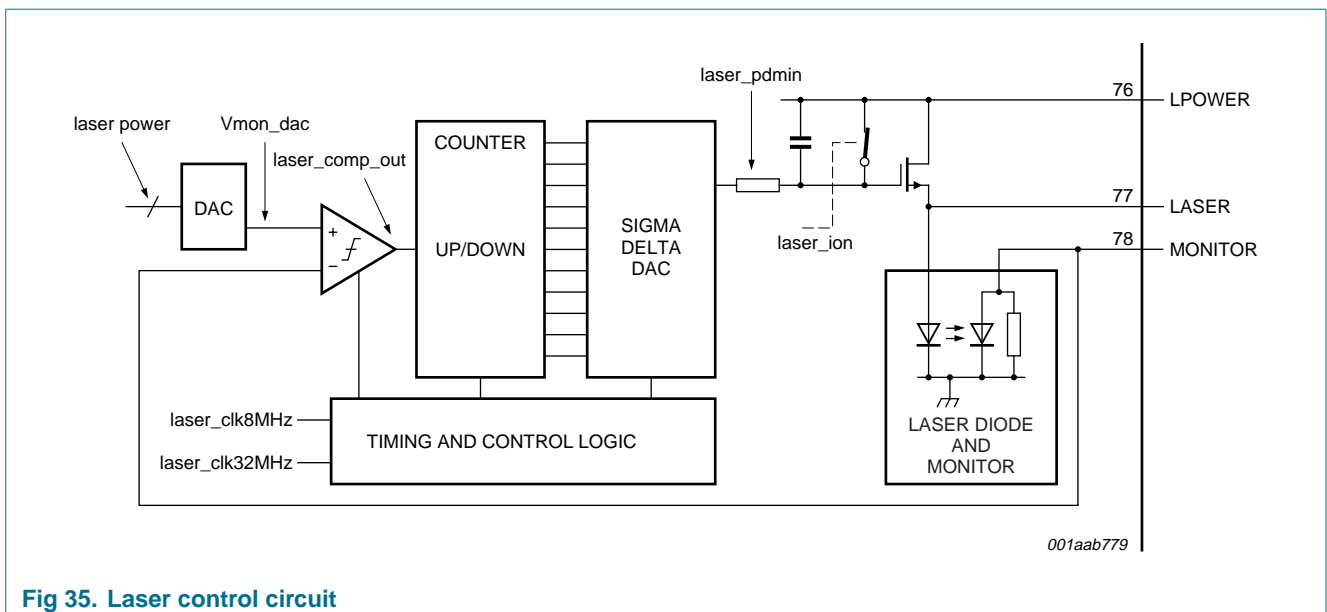 laser_pdmin
76
LPOWER
laser power
Vmon_dac
laser_comp_out
COUNTER
DAC
+
−
UP/DOWN
SIGMA
DELTA
DAC
laser_ion
77
LASER
78
MONITOR
laser_clk8MHz
laser_clk32MHz
TIMING AND CONTROL LOGIC
LASER DIODE
AND
MONITOR
001aab779
Fig 35. Laser control circuit